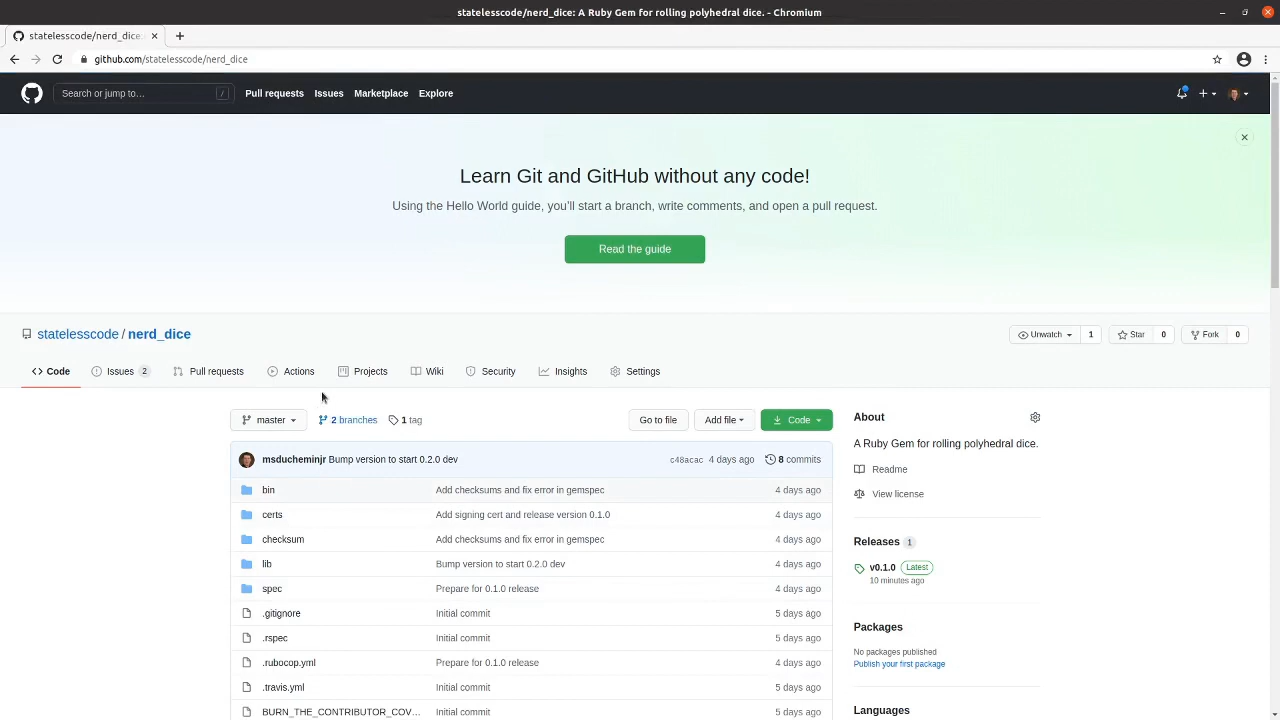 statelesscode/nerd_dice: A Ruby Gem for rolling polyhedral dice. - Chromium
statelesscode/nerd_dice
github.com/statelesscode/nerd_dice
Search or jump to… / Pull requests Issues Marketplace Explore
Learn Git and GitHub without any code!
Using the Hello World guide, you'll start a branch, write comments, and open a pull request.
Read the guide
statelesscode / nerd_dice Unwatch 1 Star 0 Fork 0
Code Issues 2 Pull requests Actions Projects Wiki Security Insights Settings
master 2 branches 1 tag Go to file Add file Code
msducheminjr Bump version to start 0.2.0 dev c48acac 4 days ago 8 commits
bin Add checksums and fix error in gemspec 4 days ago
certs Add signing cert and release version 0.1.0 4 days ago
checksum Add checksums and fix error in gemspec 4 days ago
lib Bump version to start 0.2.0 dev 4 days ago
spec Prepare for 0.1.0 release 4 days ago
.gitignore Initial commit 5 days ago
.rspec Initial commit 5 days ago
.rubocop.yml Prepare for 0.1.0 release 4 days ago
.travis.yml Initial commit 5 days ago
BURN_THE_CONTRIBUTOR_COV… Initial commit 5 days ago
About
A Ruby Gem for rolling polyhedral dice.
Readme
View license
Releases 1
v0.1.0 Latest
10 minutes ago
Packages
No packages published
Publish your first package
Languages